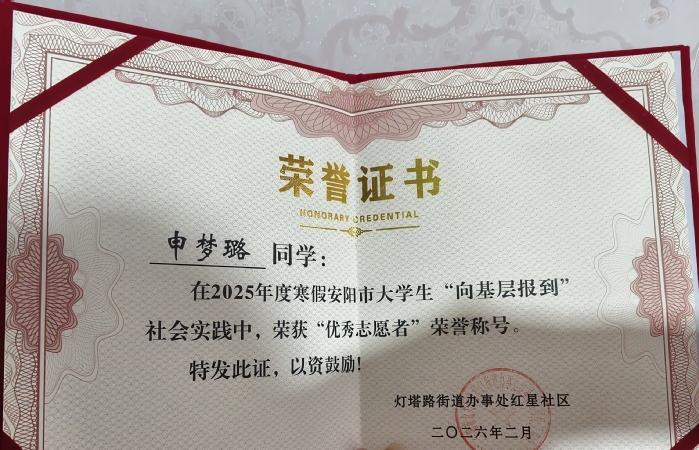 荣誉证书
HONORARY CREDENTIAL
申梦璐 同学：
在2025年度寒假安阳市大学生“向基层报到”
社会实践中，荣获“优秀志愿者”荣誉称号。
特发此证，以资鼓励！
灯塔路街道办事处红星社区
二〇二六年二月